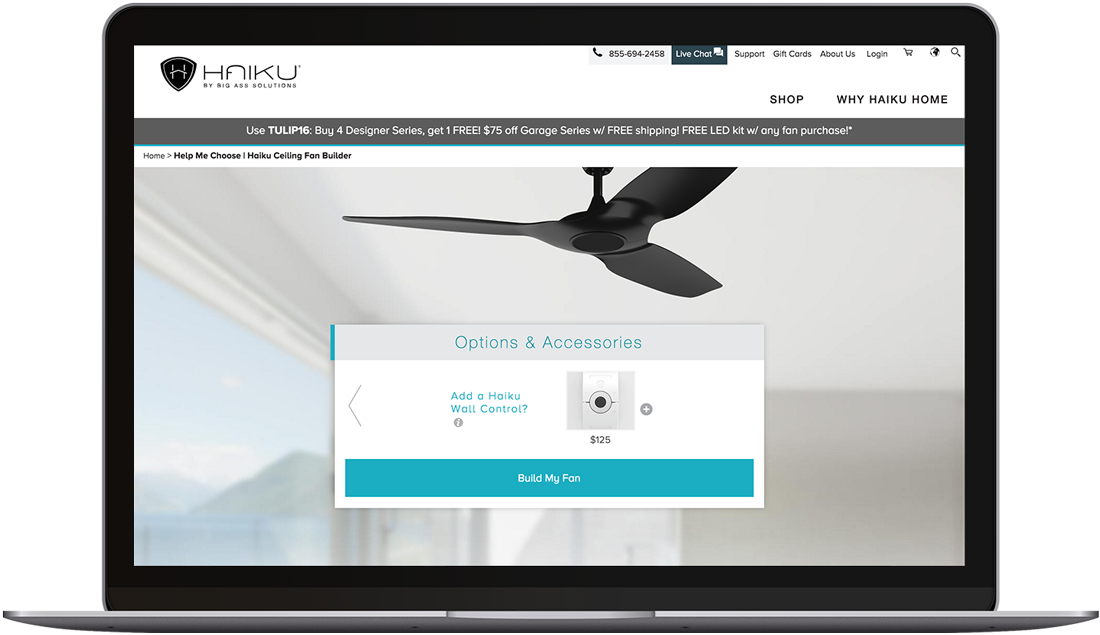 855-694-2458 Live Chat Support Gift Cards About Us Login
HAIKU
BY BIG ASS SOLUTIONS
SHOP WHY HAIKU HOME
Use TULIP16: Buy 4 Designer Series, get 1 FREE! $75 off Garage Series w/ FREE shipping! FREE LED kit w/ any fan purchase!*
Home > Help Me Choose | Haiku Ceiling Fan Builder
Options & Accessories
Add a Haiku
Wall Control?
$125
Build My Fan